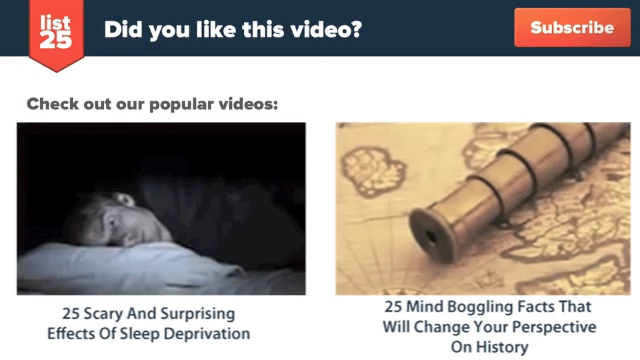 list
25
Did you like this video?
Subscribe
Check out our popular videos:
25 Scary And Surprising
Effects Of Sleep Deprivation
25 Mind Boggling Facts That
Will Change Your Perspective
On History